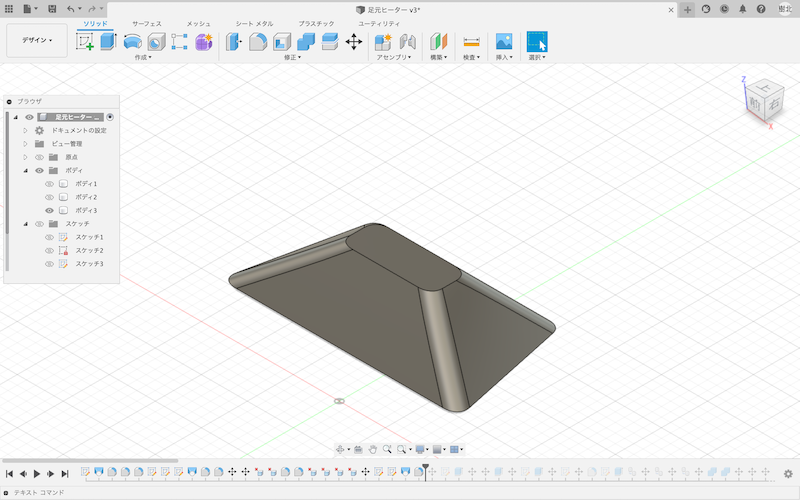 足元ヒーター v3*
樹北
デザイン
ソリッド
サーフェス
メッシュ
シート メタル
プラスチック
ユーティリティ
作成
修正
アセンブリ
構築
検査
挿入
選択
ブラウザ
足元ヒーター ...
ドキュメントの設定
ビュー管理
原点
ボディ
ボディ1
ボディ2
ボディ3
スケッチ
スケッチ1
スケッチ2
スケッチ3
Z
上
前
右
X
テキスト コマンド